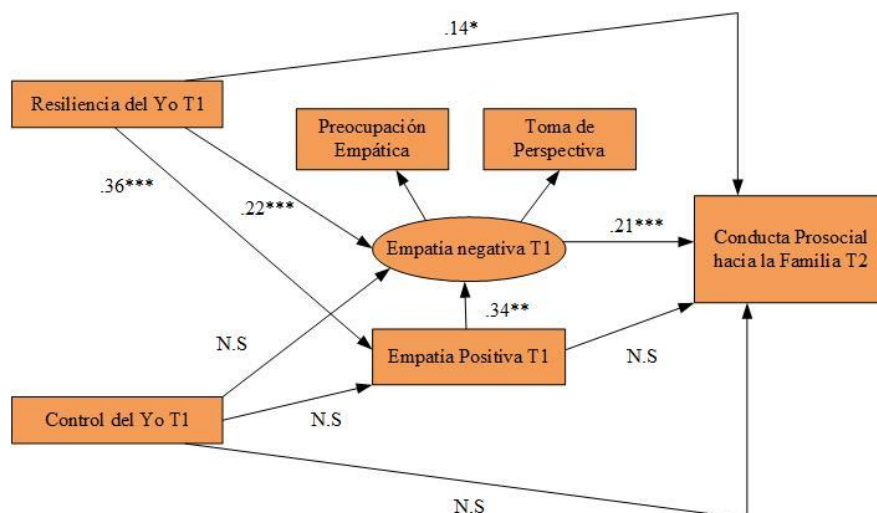 .14*
Resiliencia del Yo T1
Preocupación
Empática
Toma de
Perspectiva
.36***
.22***
Empatía negativa T1
.21***
Conducta Prosocial
hacia la Familia T2
.34**
N.S
Empatía Positiva T1
N.S
Control del Yo T1
N.S
N.S